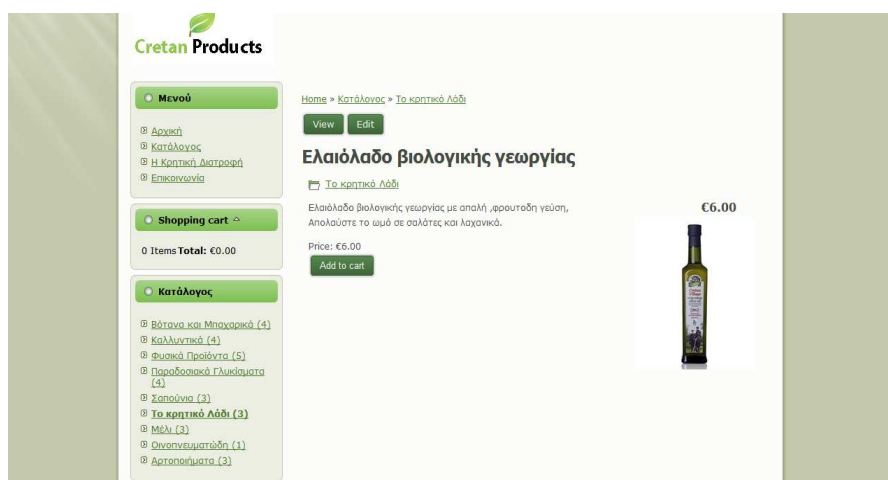 Cretan Products
Μενού
Αρχική
Κατάλογος
Η Κρητική Διατροφή
Επικοινωνία
Shopping cart
0 Items Total: €0.00
Κατάλογος
Βότανα και Μπαχαρικά (4)
Καλλυντικά (4)
Φυσικά Προϊόντα (5)
Παραδοσιακά Γλυκίσματα
(4)
Σαπούνια (3)
Το κρητικό Λάδι (3)
Μέλι (3)
Οινοπνευματώδη (1)
Αρτοποιήματα (3)
Home » Κατάλογος » Το κρητικό Λάδι
View Edit
Ελαιόλαδο βιολογικής γεωργίας
Το κρητικό Λάδι
Ελαιόλαδο βιολογικής γεωργίας με απαλή ,φρουτοδη γεύση,
Απολαύστε το ωμό σε σαλάτες και λαχανικά.
Price: €6.00
Add to cart
€6.00